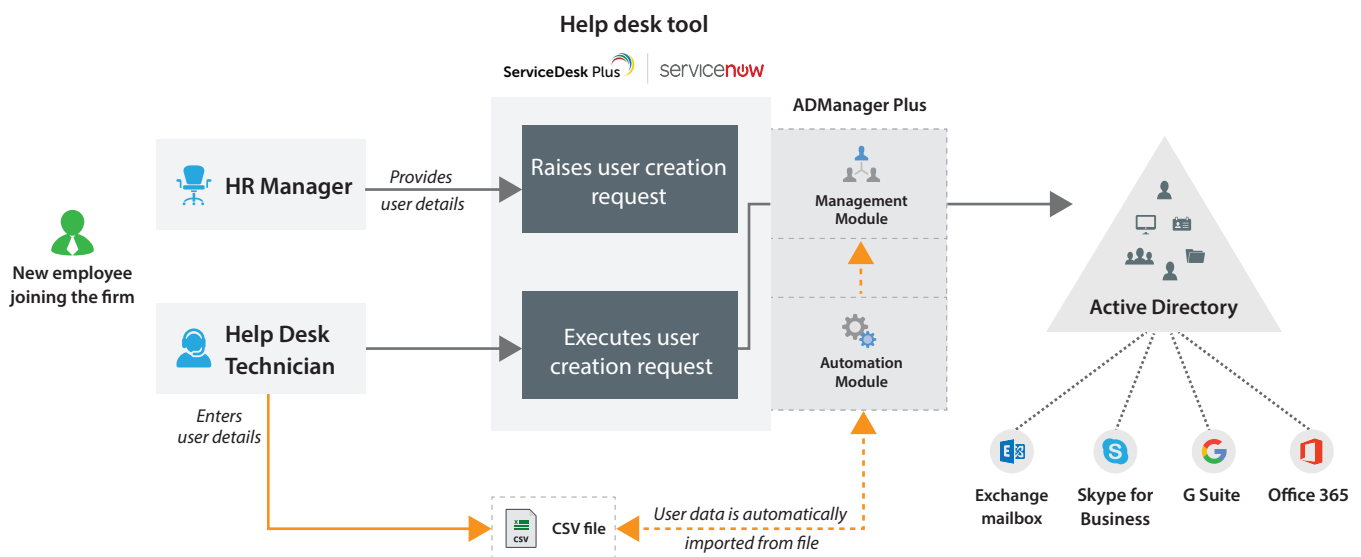 Help desk tool
ServiceDesk Plus
servicenow
ADManager Plus
HR Manager
Provides
user details
Raises user creation
request
Management
Module
New employee
joining the firm
Help Desk
Technician
Executes user
creation request
Automation
Module
Active Directory
Enters
user details
CSV
CSV file
User data is automatically
imported from file
E
Exchange
mailbox
S
Skype for
Business
G
G Suite
Office 365